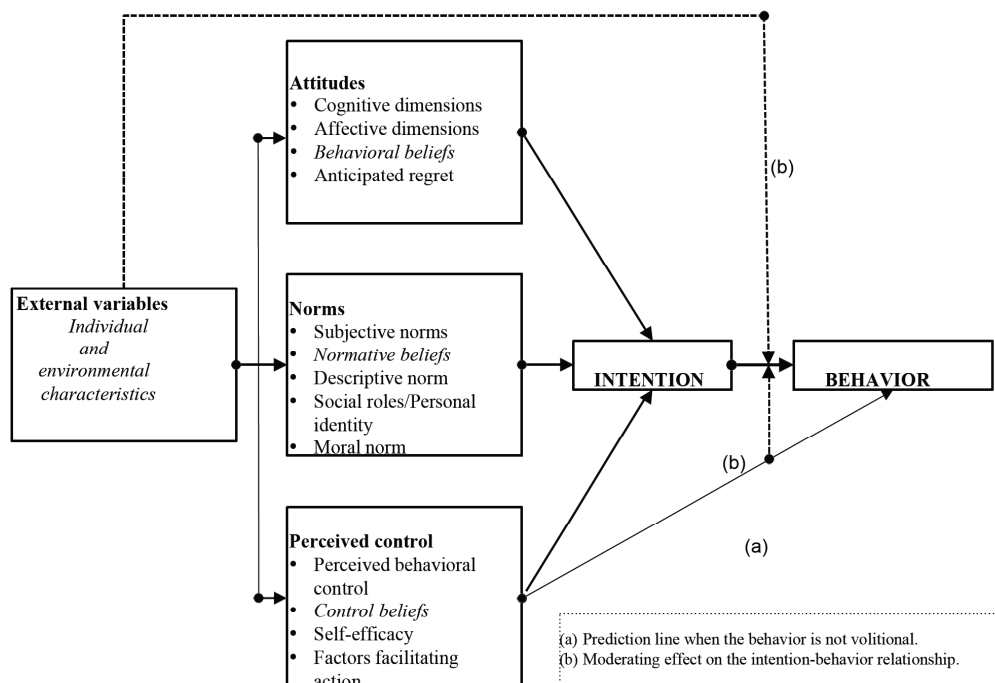 Attitudes
• Cognitive dimensions
• Affective dimensions
• Behavioral beliefs
• Anticipated regret
(b)
External variables
Individual
and
environmental
characteristics
Norms
• Subjective norms
• Normative beliefs
• Descriptive norm
• Social roles/Personal
identity
• Moral norm
INTENTION
BEHAVIOR
(b)
(a)
Perceived control
• Perceived behavioral
control
• Control beliefs
• Self-efficacy
• Factors facilitating
action
(a) Prediction line when the behavior is not volitional.
(b) Moderating effect on the intention-behavior relationship.